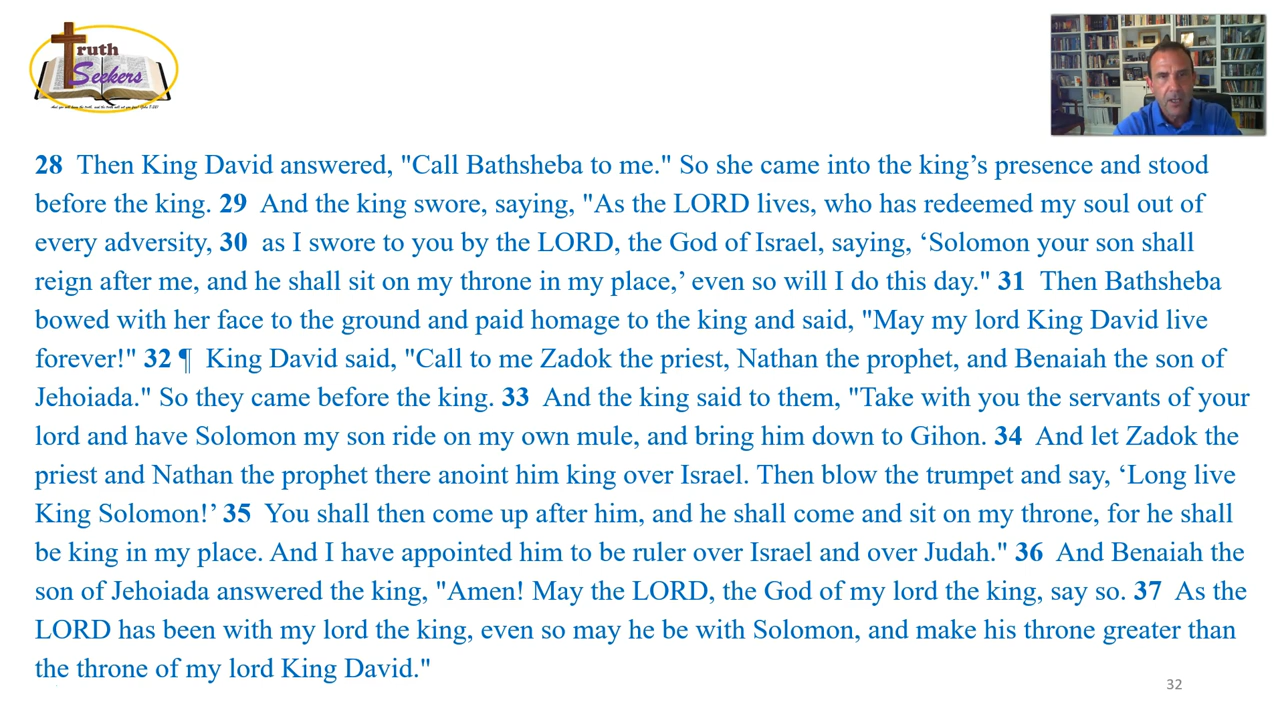 Truth
Seekers
28  Then King David answered, "Call Bathsheba to me." So she came into the king’s presence and stood
before the king. 29  And the king swore, saying, "As the LORD lives, who has redeemed my soul out of
every adversity, 30  as I swore to you by the LORD, the God of Israel, saying, ‘Solomon your son shall
reign after me, and he shall sit on my throne in my place,’ even so will I do this day." 31  Then Bathsheba
bowed with her face to the ground and paid homage to the king and said, "May my lord King David live
forever!" 32 ¶  King David said, "Call to me Zadok the priest, Nathan the prophet, and Benaiah the son of
Jehoiada." So they came before the king. 33  And the king said to them, "Take with you the servants of your
lord and have Solomon my son ride on my own mule, and bring him down to Gihon. 34  And let Zadok the
priest and Nathan the prophet there anoint him king over Israel. Then blow the trumpet and say, ‘Long live
King Solomon!’ 35  You shall then come up after him, and he shall come and sit on my throne, for he shall
be king in my place. And I have appointed him to be ruler over Israel and over Judah." 36  And Benaiah the
son of Jehoiada answered the king, "Amen! May the LORD, the God of my lord the king, say so. 37  As the
LORD has been with my lord the king, even so may he be with Solomon, and make his throne greater than
the throne of my lord King David."
32